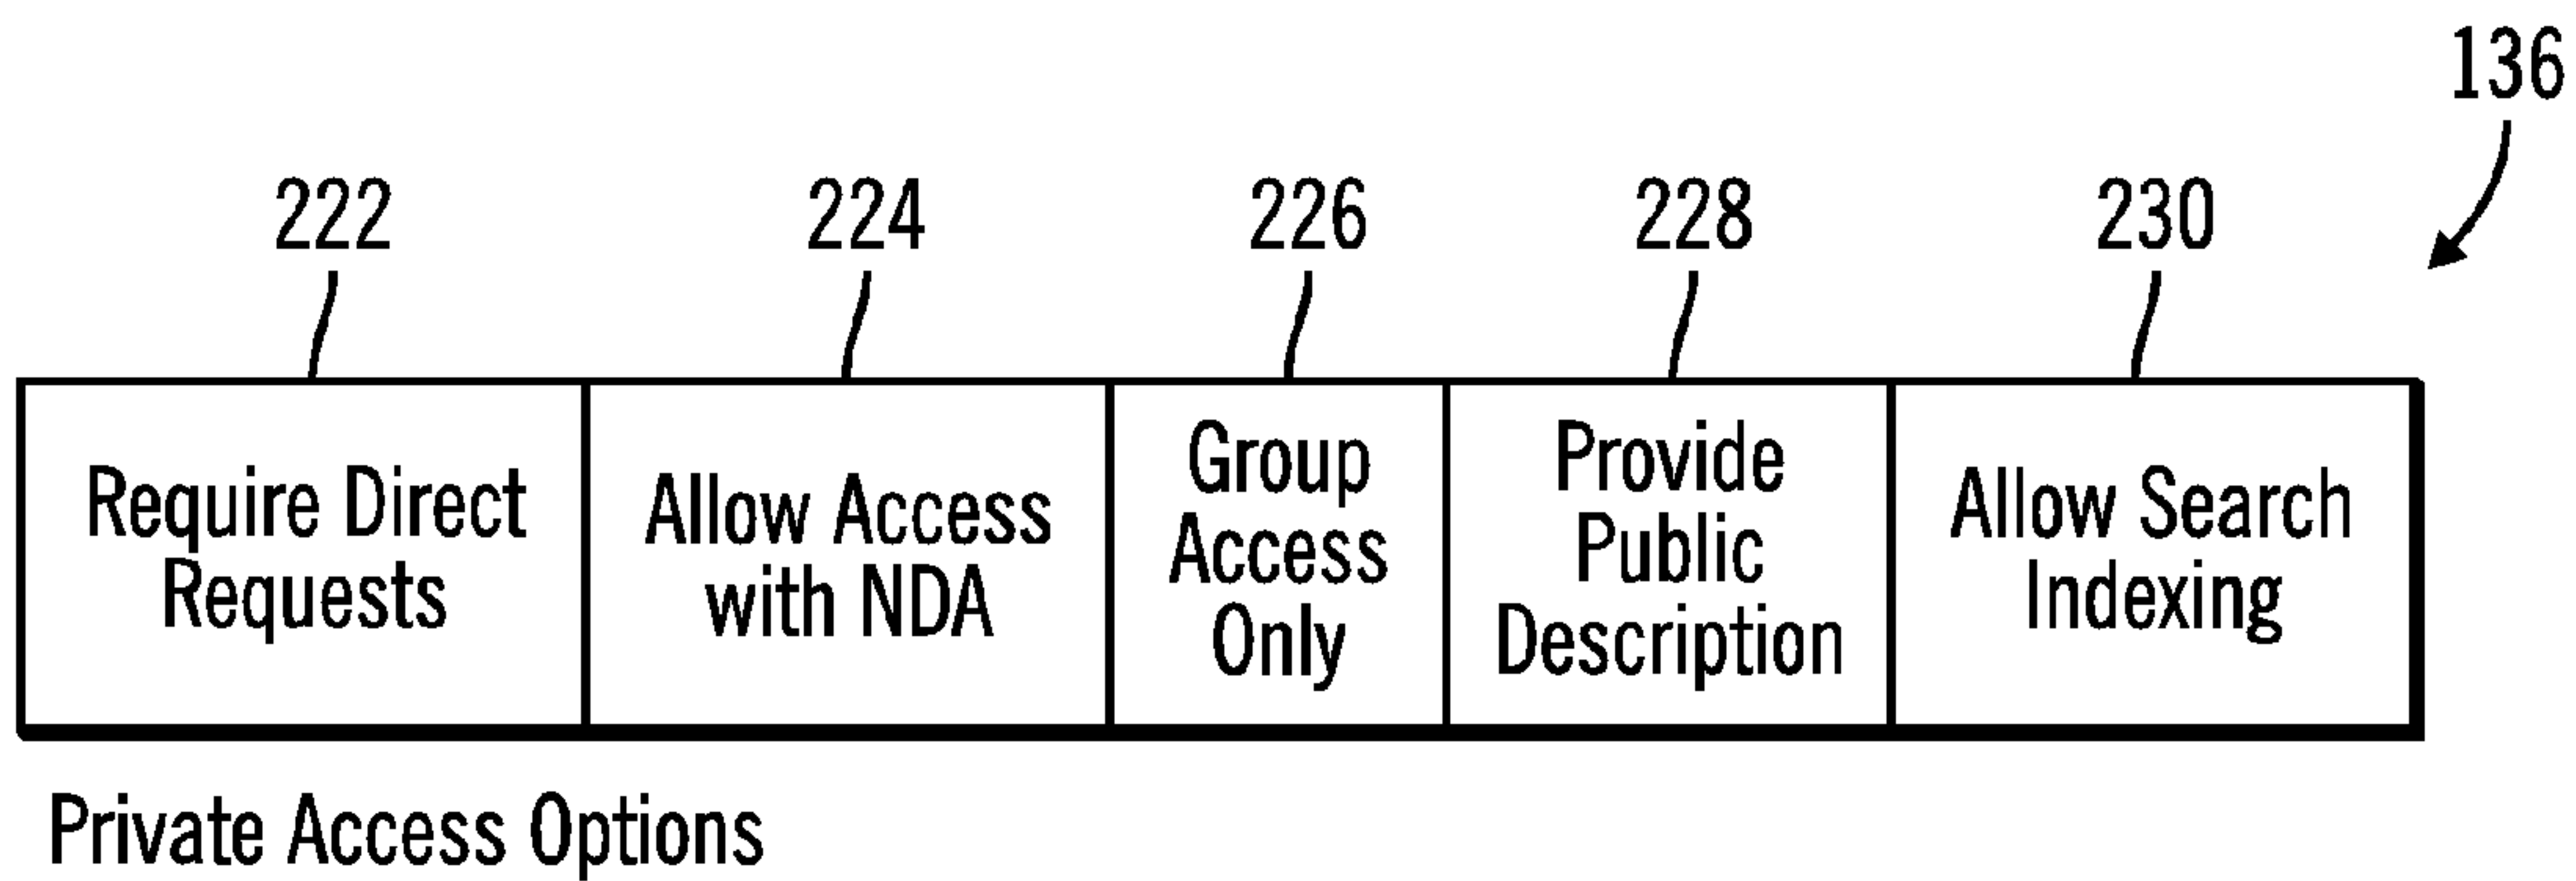 136
222
224
226
228
230
Require Direct
Requests
Allow Access
with NDA
Group
Access
Only
Provide
Public
Description
Allow Search
Indexing
Private Access Options